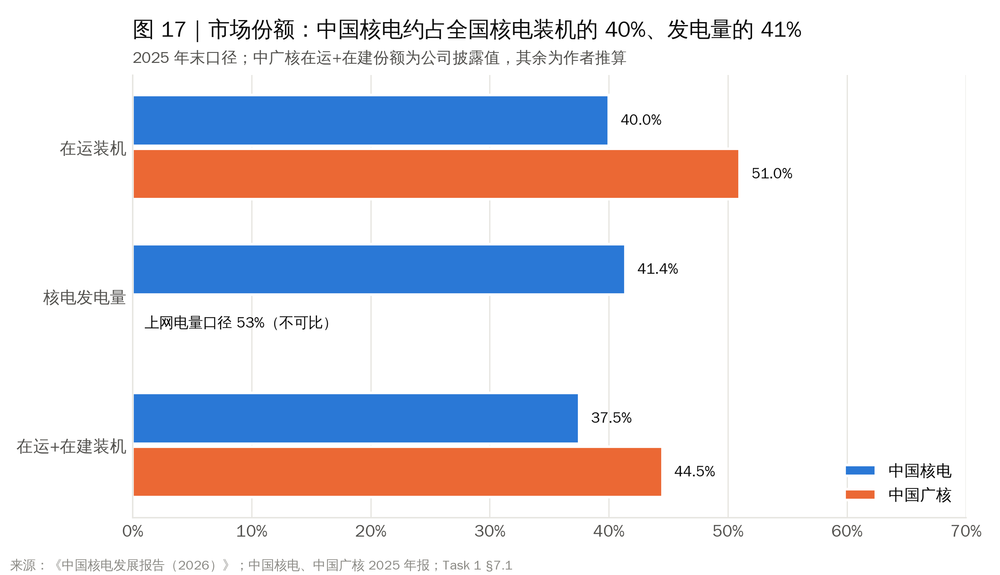 图 17｜市场份额：中国核电约占全国核电装机的 40%、发电量的 41%
2025 年末口径；中广核在运+在建份额为公司披露值，其余为作者推算
在运装机
40.0%
51.0%
核电发电量
41.4%
上网电量口径 53%（不可比）
在运+在建装机
37.5%
44.5%
中国核电
中国广核
0% 10% 20% 30% 40% 50% 60% 70%
来源：《中国核电发展报告（2026）》；中国核电、中国广核 2025 年报；Task 1 §7.1